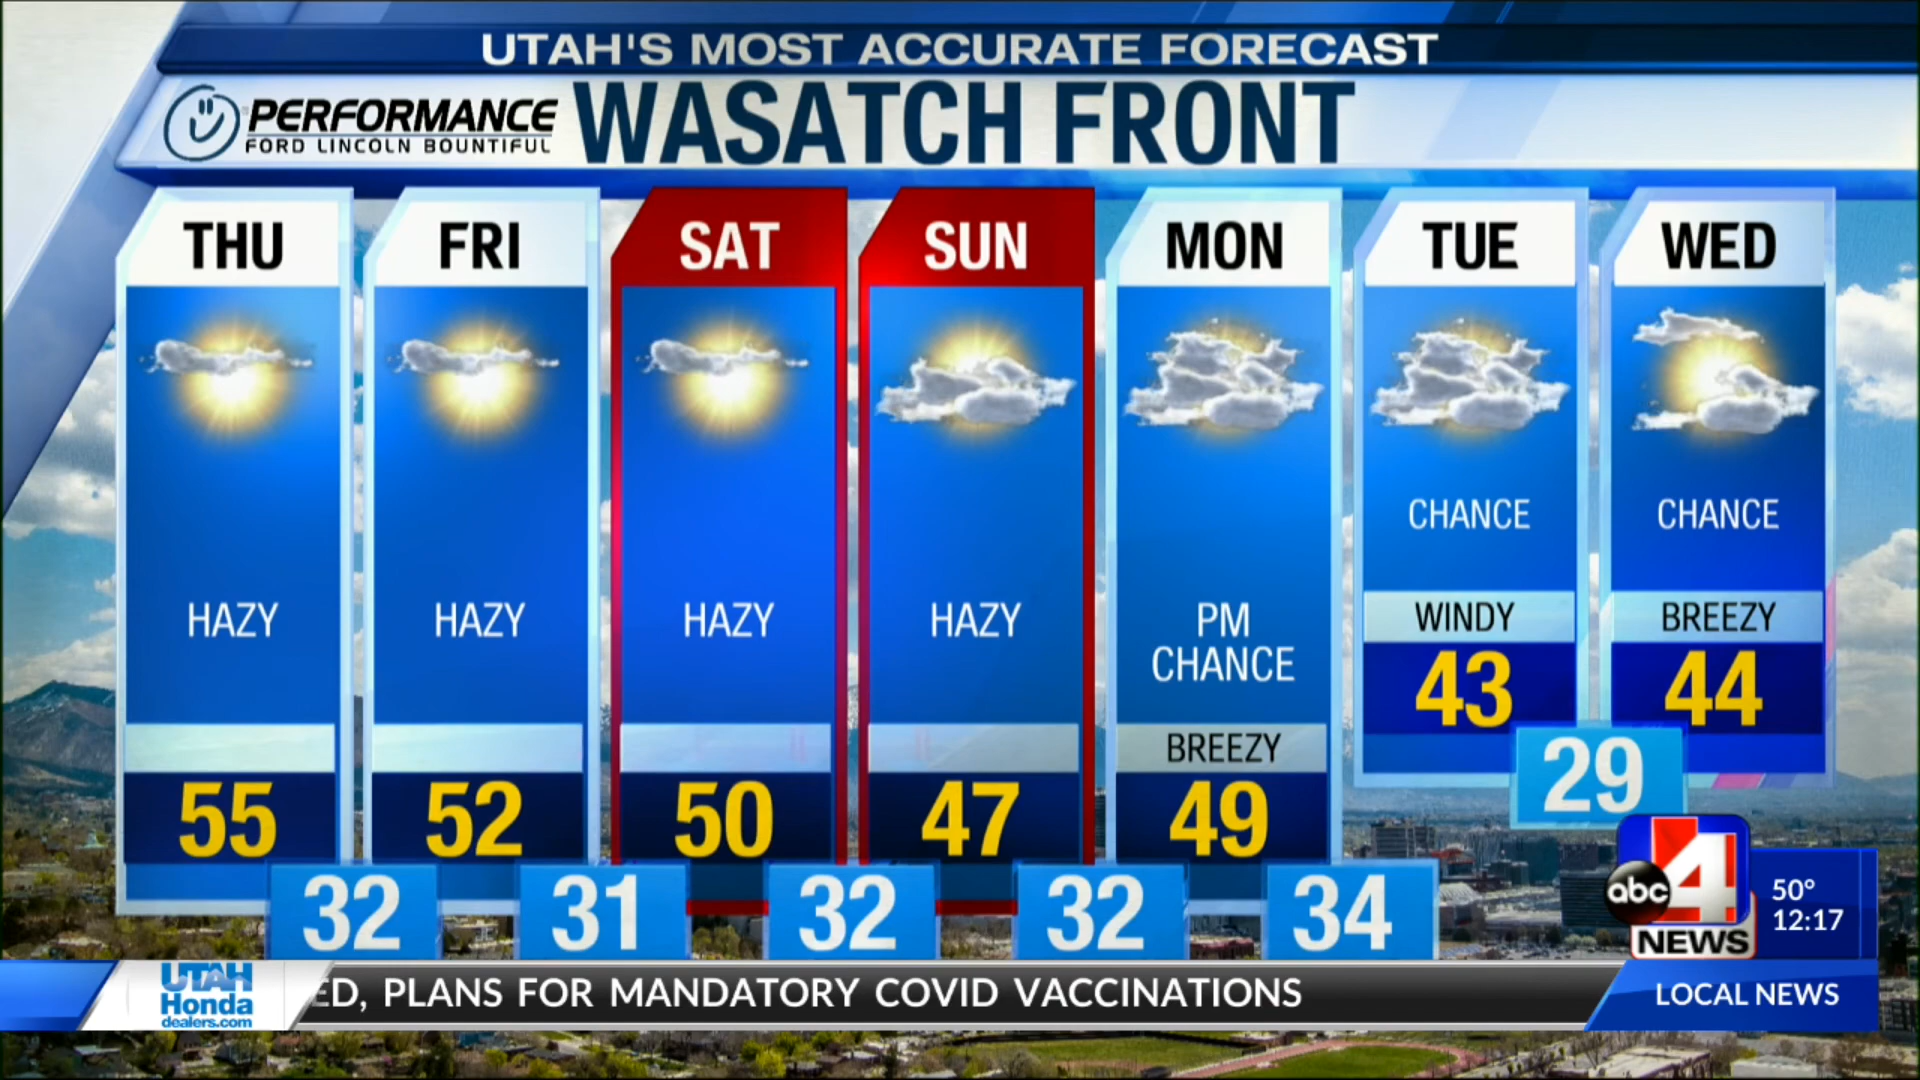 UTAH'S MOST ACCURATE FORECAST
PERFORMANCE
FORD LINCOLN BOUNTIFUL
WASATCH FRONT
THU
HAZY
55
32
FRI
HAZY
52
31
SAT
HAZY
50
32
SUN
HAZY
47
32
MON
PM
CHANCE
BREEZY
49
34
TUE
CHANCE
WINDY
43
29
WED
CHANCE
BREEZY
44
abc
4
NEWS
50°
12:17
UTAH
Honda
dealers.com
ED, PLANS FOR MANDATORY COVID VACCINATIONS
LOCAL NEWS